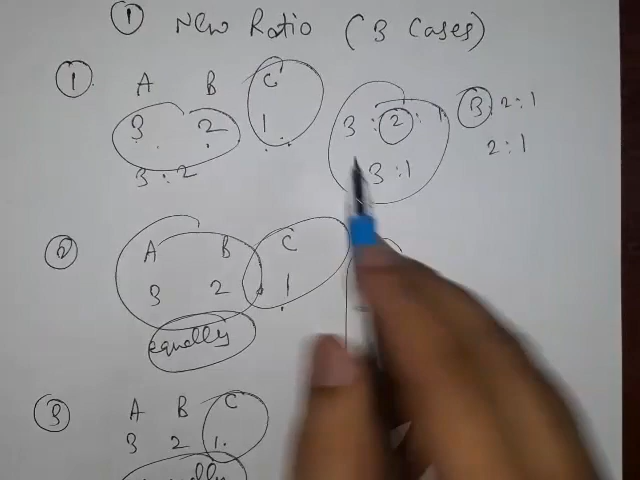 ① New Ratio (3 Cases)
① A B C
3 2 1
3 : 2
3 : 2 : 1
3 : 1
3 : 2 : 1
2 : 1
② A B C
3 2 1
equally
③ A B C
3 2 1
equally